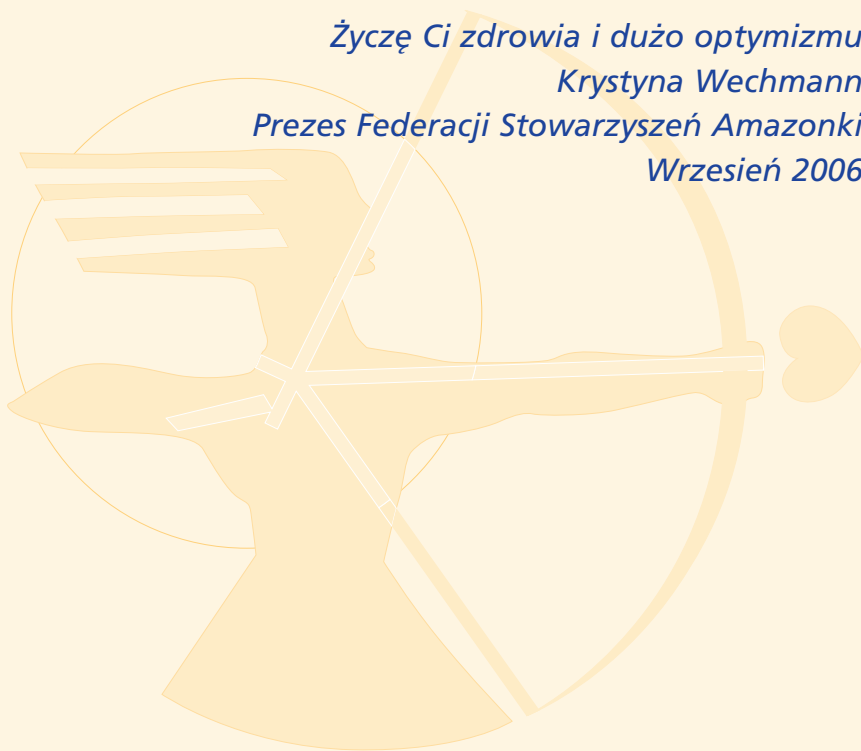 Życzę Ci zdrowia i dużo optymizmu
Krystyna Wechmann
Prezes Federacji Stowarzyszeń Amazonki
Wrzesień 2006